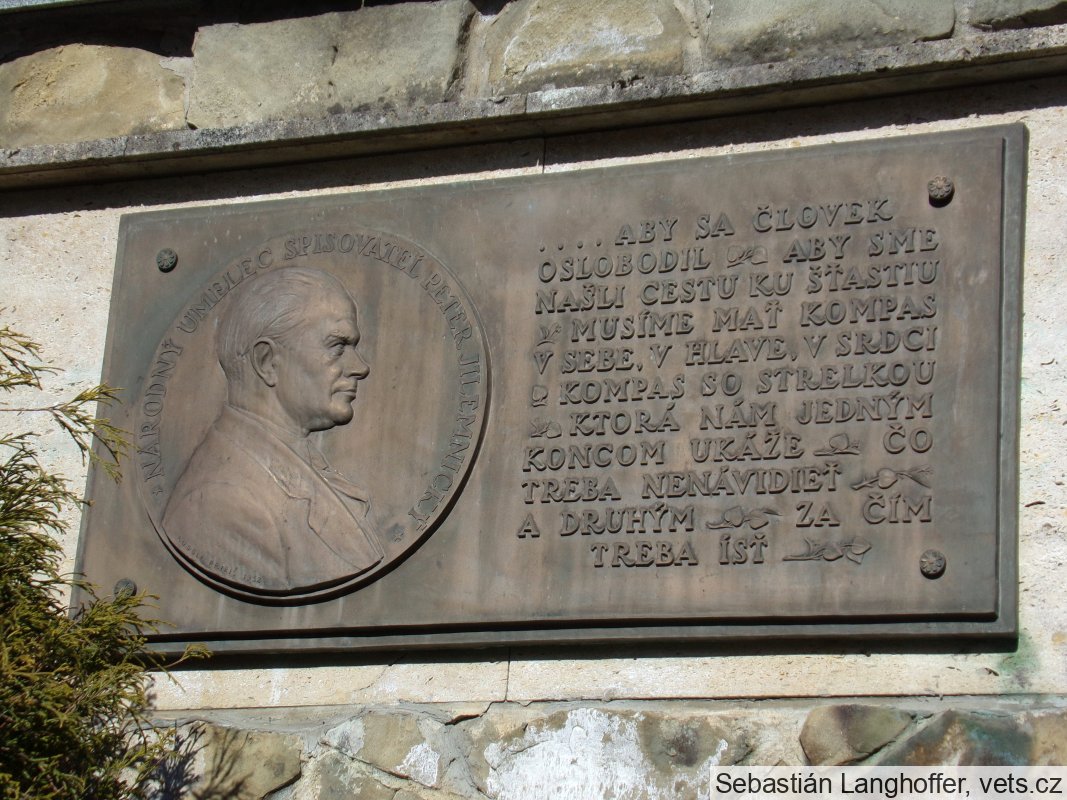 NÁRODNÝ UMELEC SPISOVATEĽ PETER JILEMNICKÝ
.... ABY SA ČLOVEK
OSLOBODIL ABY SME
NAŠLI CESTU KU ŠŤASTIU
MUSÍME MAŤ KOMPAS
V SEBE, V HLAVE, V SRDCI
KOMPAS SO STRELKOU
KTORÁ NÁM JEDNÝM
KONCOM UKÁŽE ČO
TREBA NENÁVIDIEŤ
A DRUHÝM ZA ČÍM
TREBA ÍSŤ
Sebastián Langhoffer, vets.cz